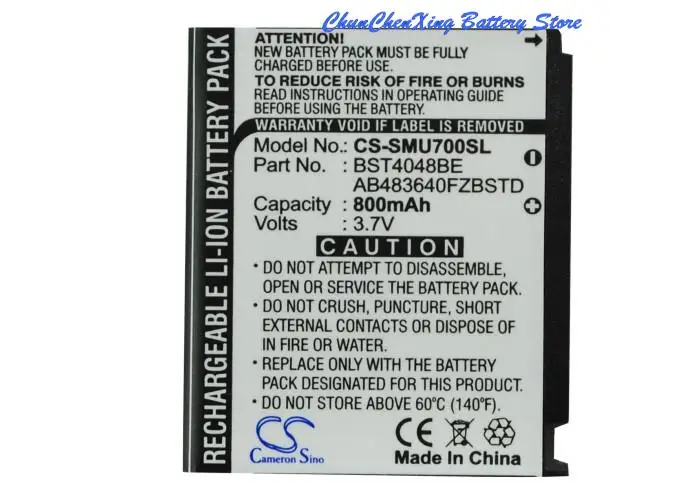 ChunChenXing Battery Store
RECHARGEABLE LI-ION BATTERY PACK
ATTENTION!
NEW BATTERY PACK MUST BE FULLY
CHARGED BEFORE USE.
TO REDUCE RISK OF FIRE OR BURNS
READ INSTRUCTIONS IN OPERATING GUIDE
BEFORE USING THE BATTERY.
WARRANTY VOID IF LABEL IS REMOVED
Model No.: CS-SMU700SL
Part No. : BST4048BE
AB483640FZBSTD
Capacity : 800mAh
Volts : 3.7V
CAUTION
• DO NOT ATTEMPT TO DISASSEMBLE,
OPEN OR SERVICE THE BATTERY PACK.
• DO NOT CRUSH, PUNCTURE, SHORT
EXTERNAL CONTACTS OR DISPOSE OF
IN FIRE OR WATER.
• REPLACE ONLY WITH THE BATTERY
PACK DESIGNATED FOR THIS PRODUCT.
• DO NOT STORE ABOVE 60°C (140°F).
CS
Cameron Sino
CE
Made In China